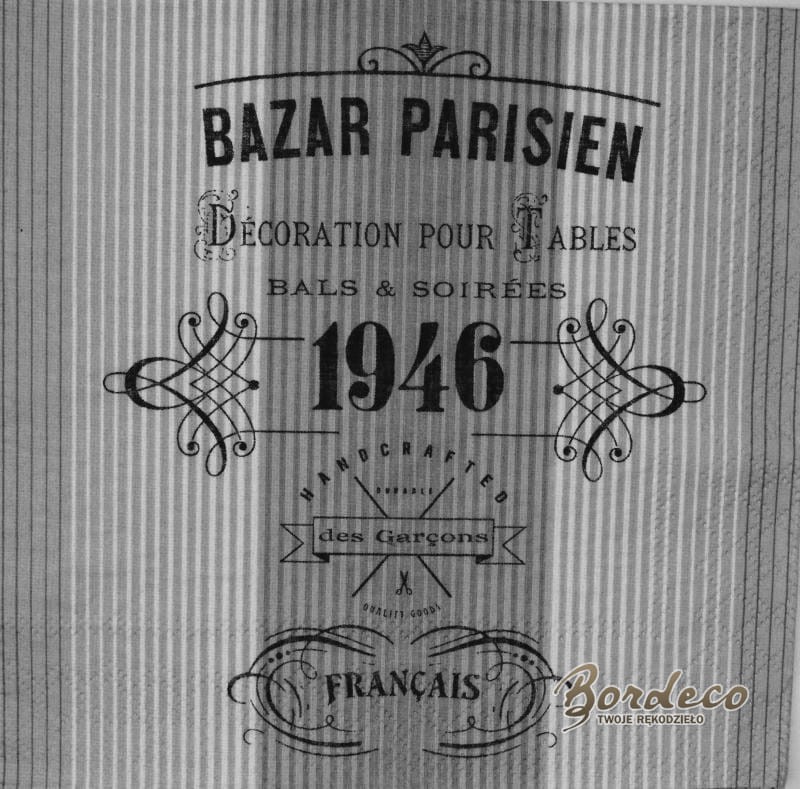 BAZAR PARISIEN
DÉCORATION POUR TABLES
BALS & SOIRÉES
1946
HANDCRAFTED
DURABLE
des Garçons
QUALITY GOODS
FRANÇAIS
Bordeco
TWOJE RĘKODZIEŁO